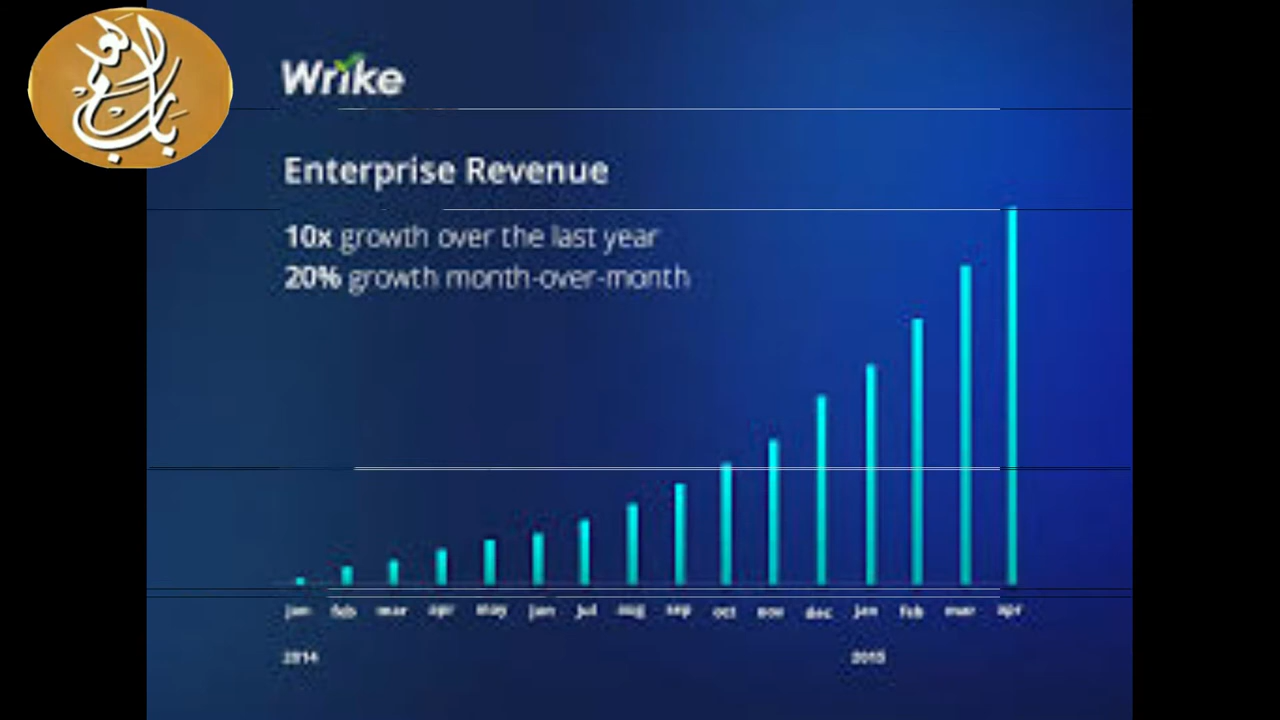 Wrike
Enterprise Revenue
10x growth over the last year
20% growth month-over-month
jan feb mar apr may jun jul aug sep oct nov dec jan feb mar apr
2014 2015